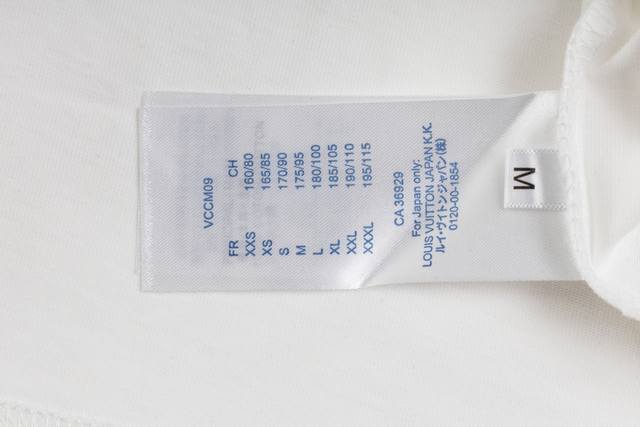 VCCM09
FR CH
XXS 160/80
XS 165/85
S 170/90
M 175/95
L 180/100
XL 185/105
XXL 190/110
XXXL 195/115
CA 36929
For Japan only:
LOUIS VUITTON JAPAN K.K.
ルイ・ヴィトンジャパン(株)
0120-00-1854
M